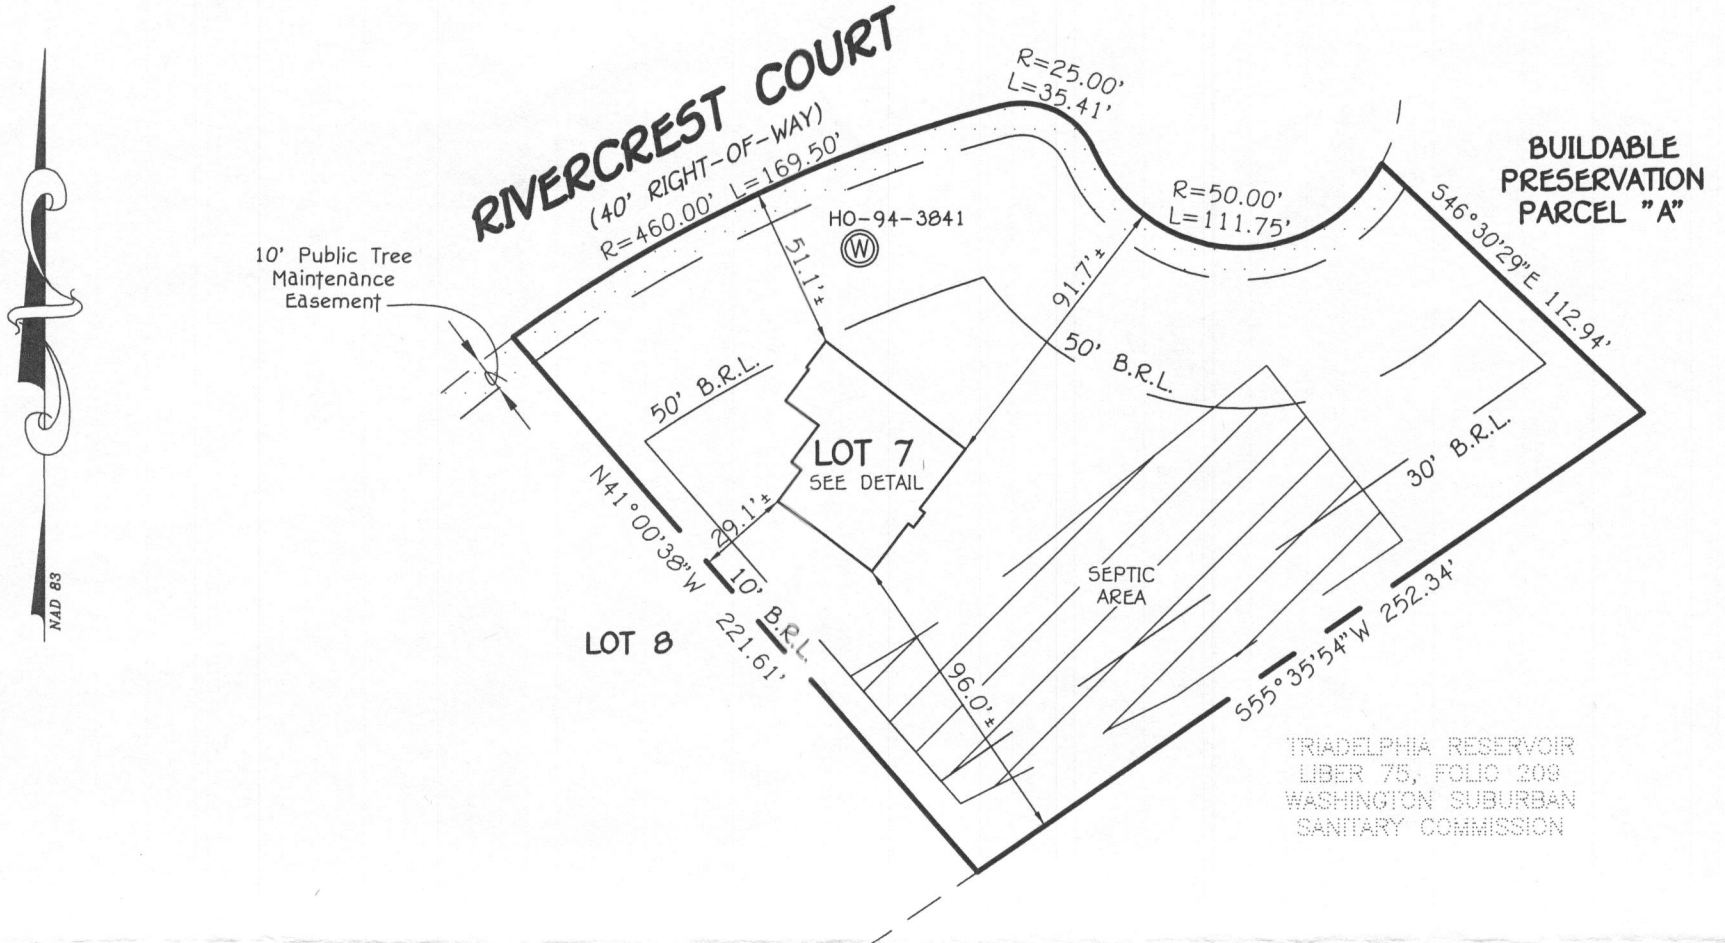 RIVERCREST COURT
(40' RIGHT-OF-WAY)
R=460.00' L=169.50'
R=25.00'
L=35.41'
R=50.00'
L=111.75'
BUILDABLE
PRESERVATION
PARCEL "A"
S46°30'29"E 112.94'
HO-94-3841
W
10' Public Tree
Maintenance
Easement
51.1'±
91.7'±
50' B.R.L.
50' B.R.L.
LOT 7
SEE DETAIL
30' B.R.L.
N41°00'38"W
221.61'
29.1'±
10' B.R.L.
SEPTIC
AREA
LOT 8
96.0'±
S55°35'54"W 252.34'
NAD 83
TRIADELPHIA RESERVOIR
LIBER 75, FOLIO 209
WASHINGTON SUBURBAN
SANITARY COMMISSION